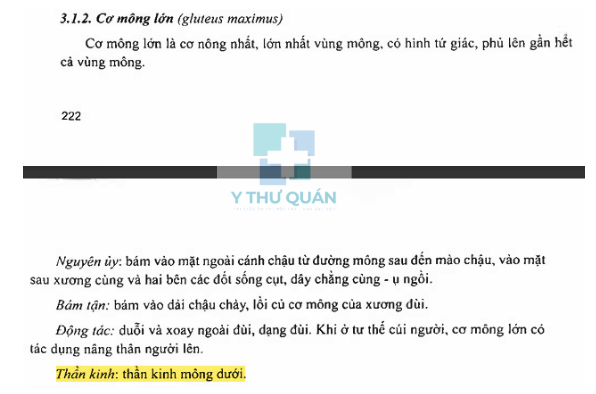 3.1.2. Cơ mông lớn (gluteus maximus)
Cơ mông lớn là cơ nông nhất, lớn nhất vùng mông, có hình tứ giác, phủ lên gần hết
cả vùng mông.
222
Y THƯ QUÁN
Nguyên ủy: bám vào mặt ngoài cánh chậu từ đường mông sau đến mào chậu, vào mặt
sau xương cùng và hai bên các đốt sống cụt, dây chằng cùng - ụ ngồi.
Bám tận: bám vào dải chậu chày, lồi củ cơ mông của xương đùi.
Động tác: duỗi và xoay ngoài đùi, dạng đùi. Khi ở tư thế cúi người, cơ mông lớn có
tác dụng nâng thân người lên.
Thần kinh: thần kinh mông dưới.